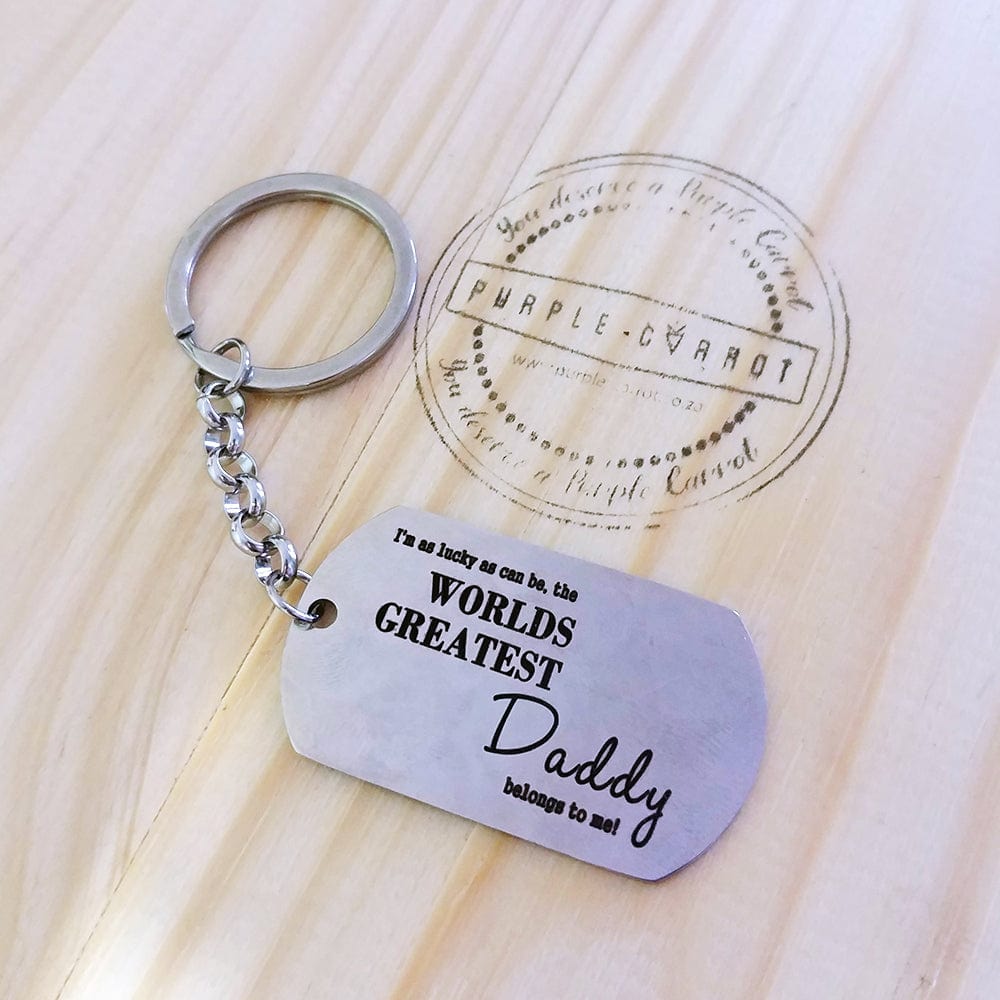 You deserve a Purple Carrot
PURPLE CARROT
You deserve a Purple Carrot
I'm as lucky as can be, the
WORLDS
GREATEST
Daddy
belongs to me!